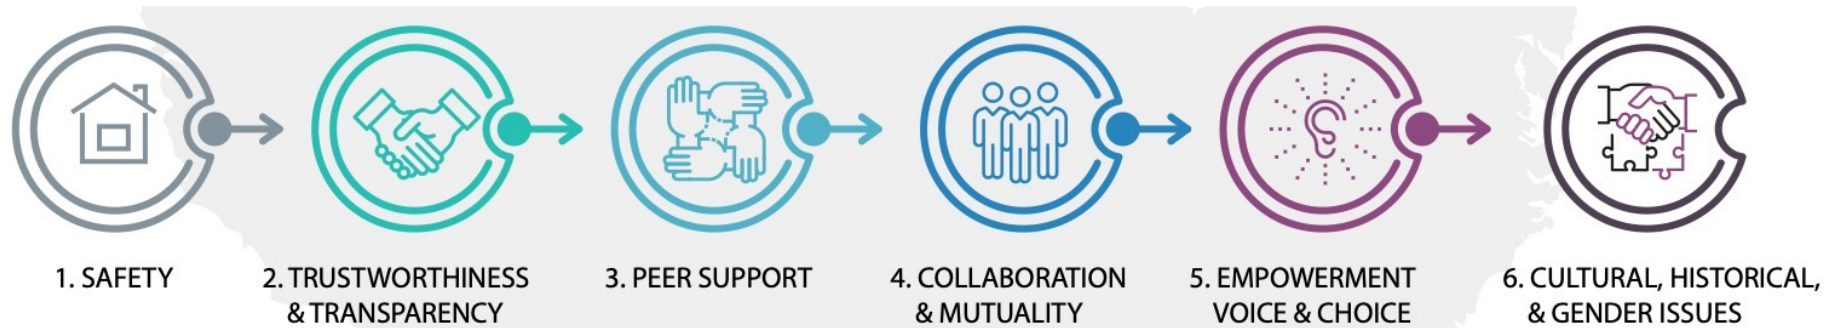 1. SAFETY
2. TRUSTWORTHINESS
& TRANSPARENCY
3. PEER SUPPORT
4. COLLABORATION
& MUTUALITY
5. EMPOWERMENT
VOICE & CHOICE
6. CULTURAL, HISTORICAL,
& GENDER ISSUES